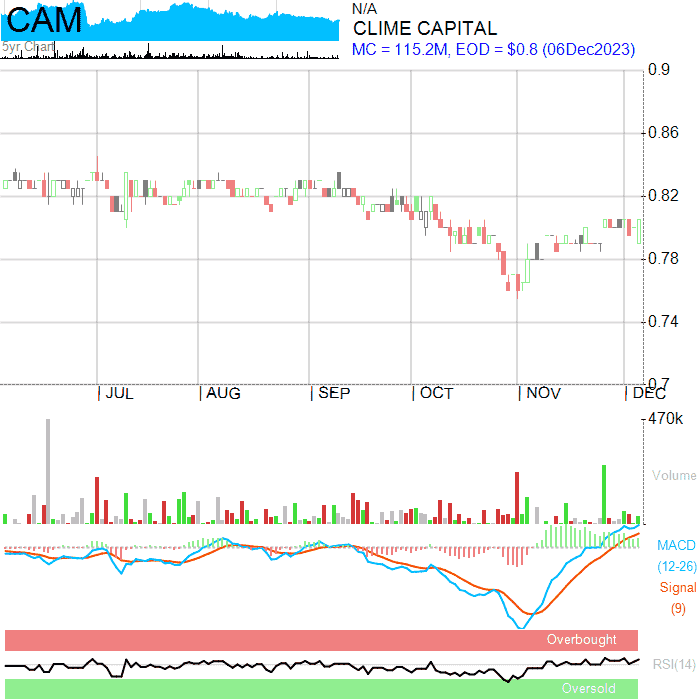 CAM
5yr Chart
N/A
CLIME CAPITAL
MC = 115.2M, EOD = $0.8 (06Dec2023)
0.9
0.86
0.82
0.78
0.74
0.7
JUL AUG SEP OCT NOV DEC
470k
Volume
MACD
(12-26)
Signal
(9)
Overbought
RSI(14)
Oversold